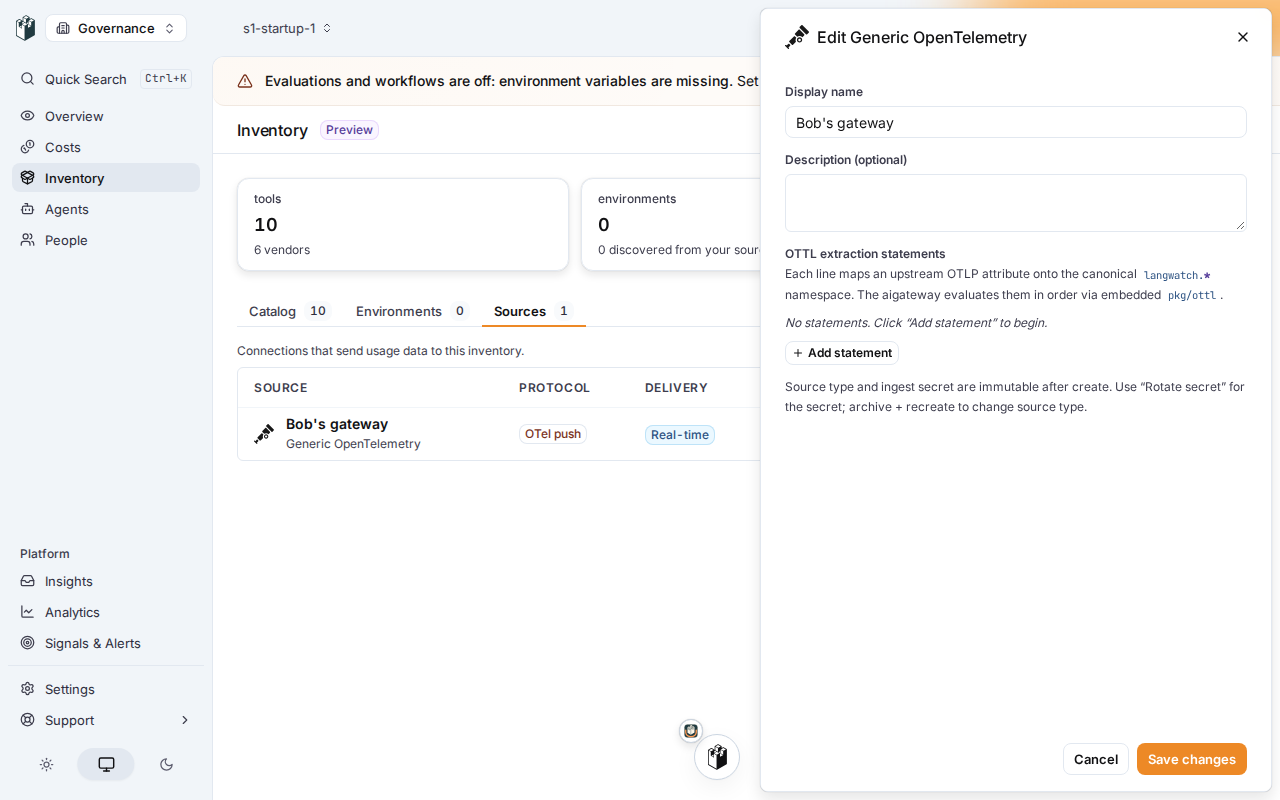 Governance
s1-startup-1
Quick Search Ctrl+K
Overview
Costs
Inventory
Agents
People
Platform
Insights
Analytics
Signals & Alerts
Settings
Support
Evaluations and workflows are off: environment variables are missing. Set
Inventory Preview
tools
10
6 vendors
environments
0
0 discovered from your
Catalog 10 Environments 0 Sources 1
Connections that send usage data to this inventory.
SOURCE PROTOCOL DELIVERY
Bob's gateway
Generic OpenTelemetry
OTel push
Real-time
Edit Generic OpenTelemetry
Display name
Bob's gateway
Description (optional)
OTTL extraction statements
Each line maps an upstream OTLP attribute onto the canonical langwatch.*
namespace. The aigateway evaluates them in order via embedded pkg/ottl.
No statements. Click “Add statement” to begin.
+ Add statement
Source type and ingest secret are immutable after create. Use “Rotate secret” for
the secret; archive + recreate to change source type.
Cancel Save changes